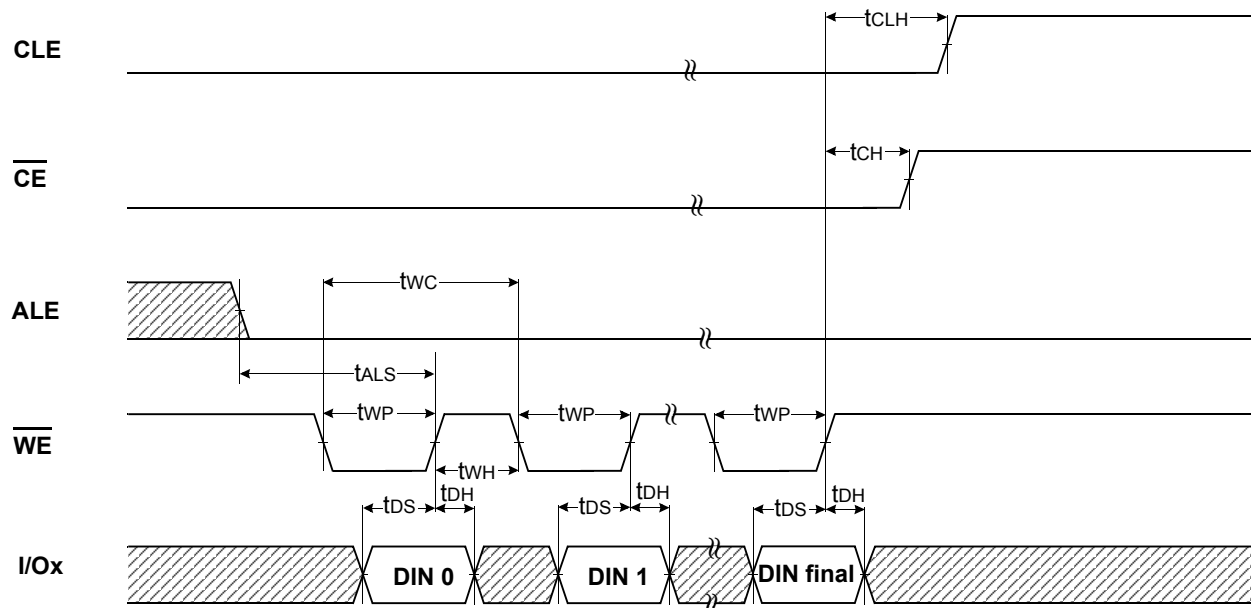 tCLH
CLE
tCH
CE
tWC
ALE
tALS
tWP tWP tWP
WE
tWH
tDS tDH tDS tDH tDS tDH
I/Ox DIN 0 DIN 1 DIN final